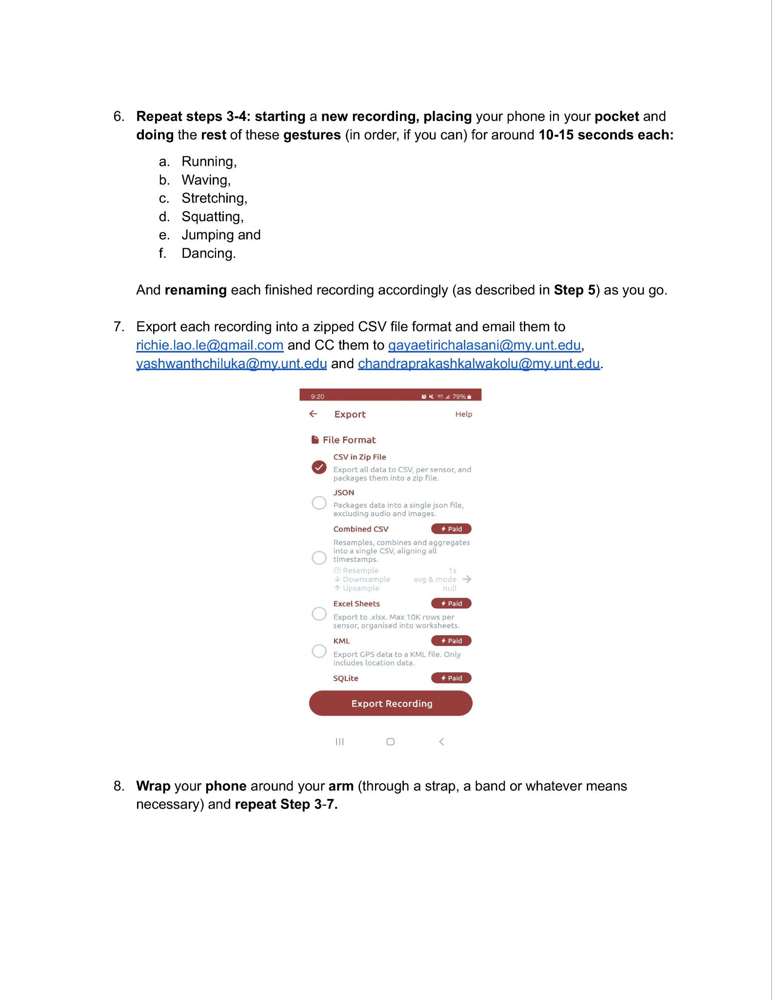 6. Repeat steps 3-4: starting a new recording, placing your phone in your pocket and
doing the rest of these gestures (in order, if you can) for around 10-15 seconds each:
a. Running,
b. Waving,
c. Stretching,
d. Squatting,
e. Jumping and
f. Dancing.
And renaming each finished recording accordingly (as described in Step 5) as you go.
7. Export each recording into a zipped CSV file format and email them to
richie.lao.le@gmail.com and CC them to gayaetirichalasani@my.unt.edu,
yashwanthchiluka@my.unt.edu and chandraprakashkalwakolu@my.unt.edu.
9:20 79%
Export Help
File Format
CSV in Zip File
Export all data to CSV, per sensor, and
packages them into a zip file.
JSON
Packages data into a single json file,
excluding audio and images.
Combined CSV Paid
Resamples, combines and aggregates
into a single CSV, aligning all
timestamps.
Resample 1s
Downsample avg & mode
Upsample null
Excel Sheets Paid
Export to .xlsx. Max 10K rows per
sensor, organised into worksheets.
KML Paid
Export GPS data to a KML file. Only
includes location data.
SQLite Paid
Export Recording
8. Wrap your phone around your arm (through a strap, a band or whatever means
necessary) and repeat Step 3-7.